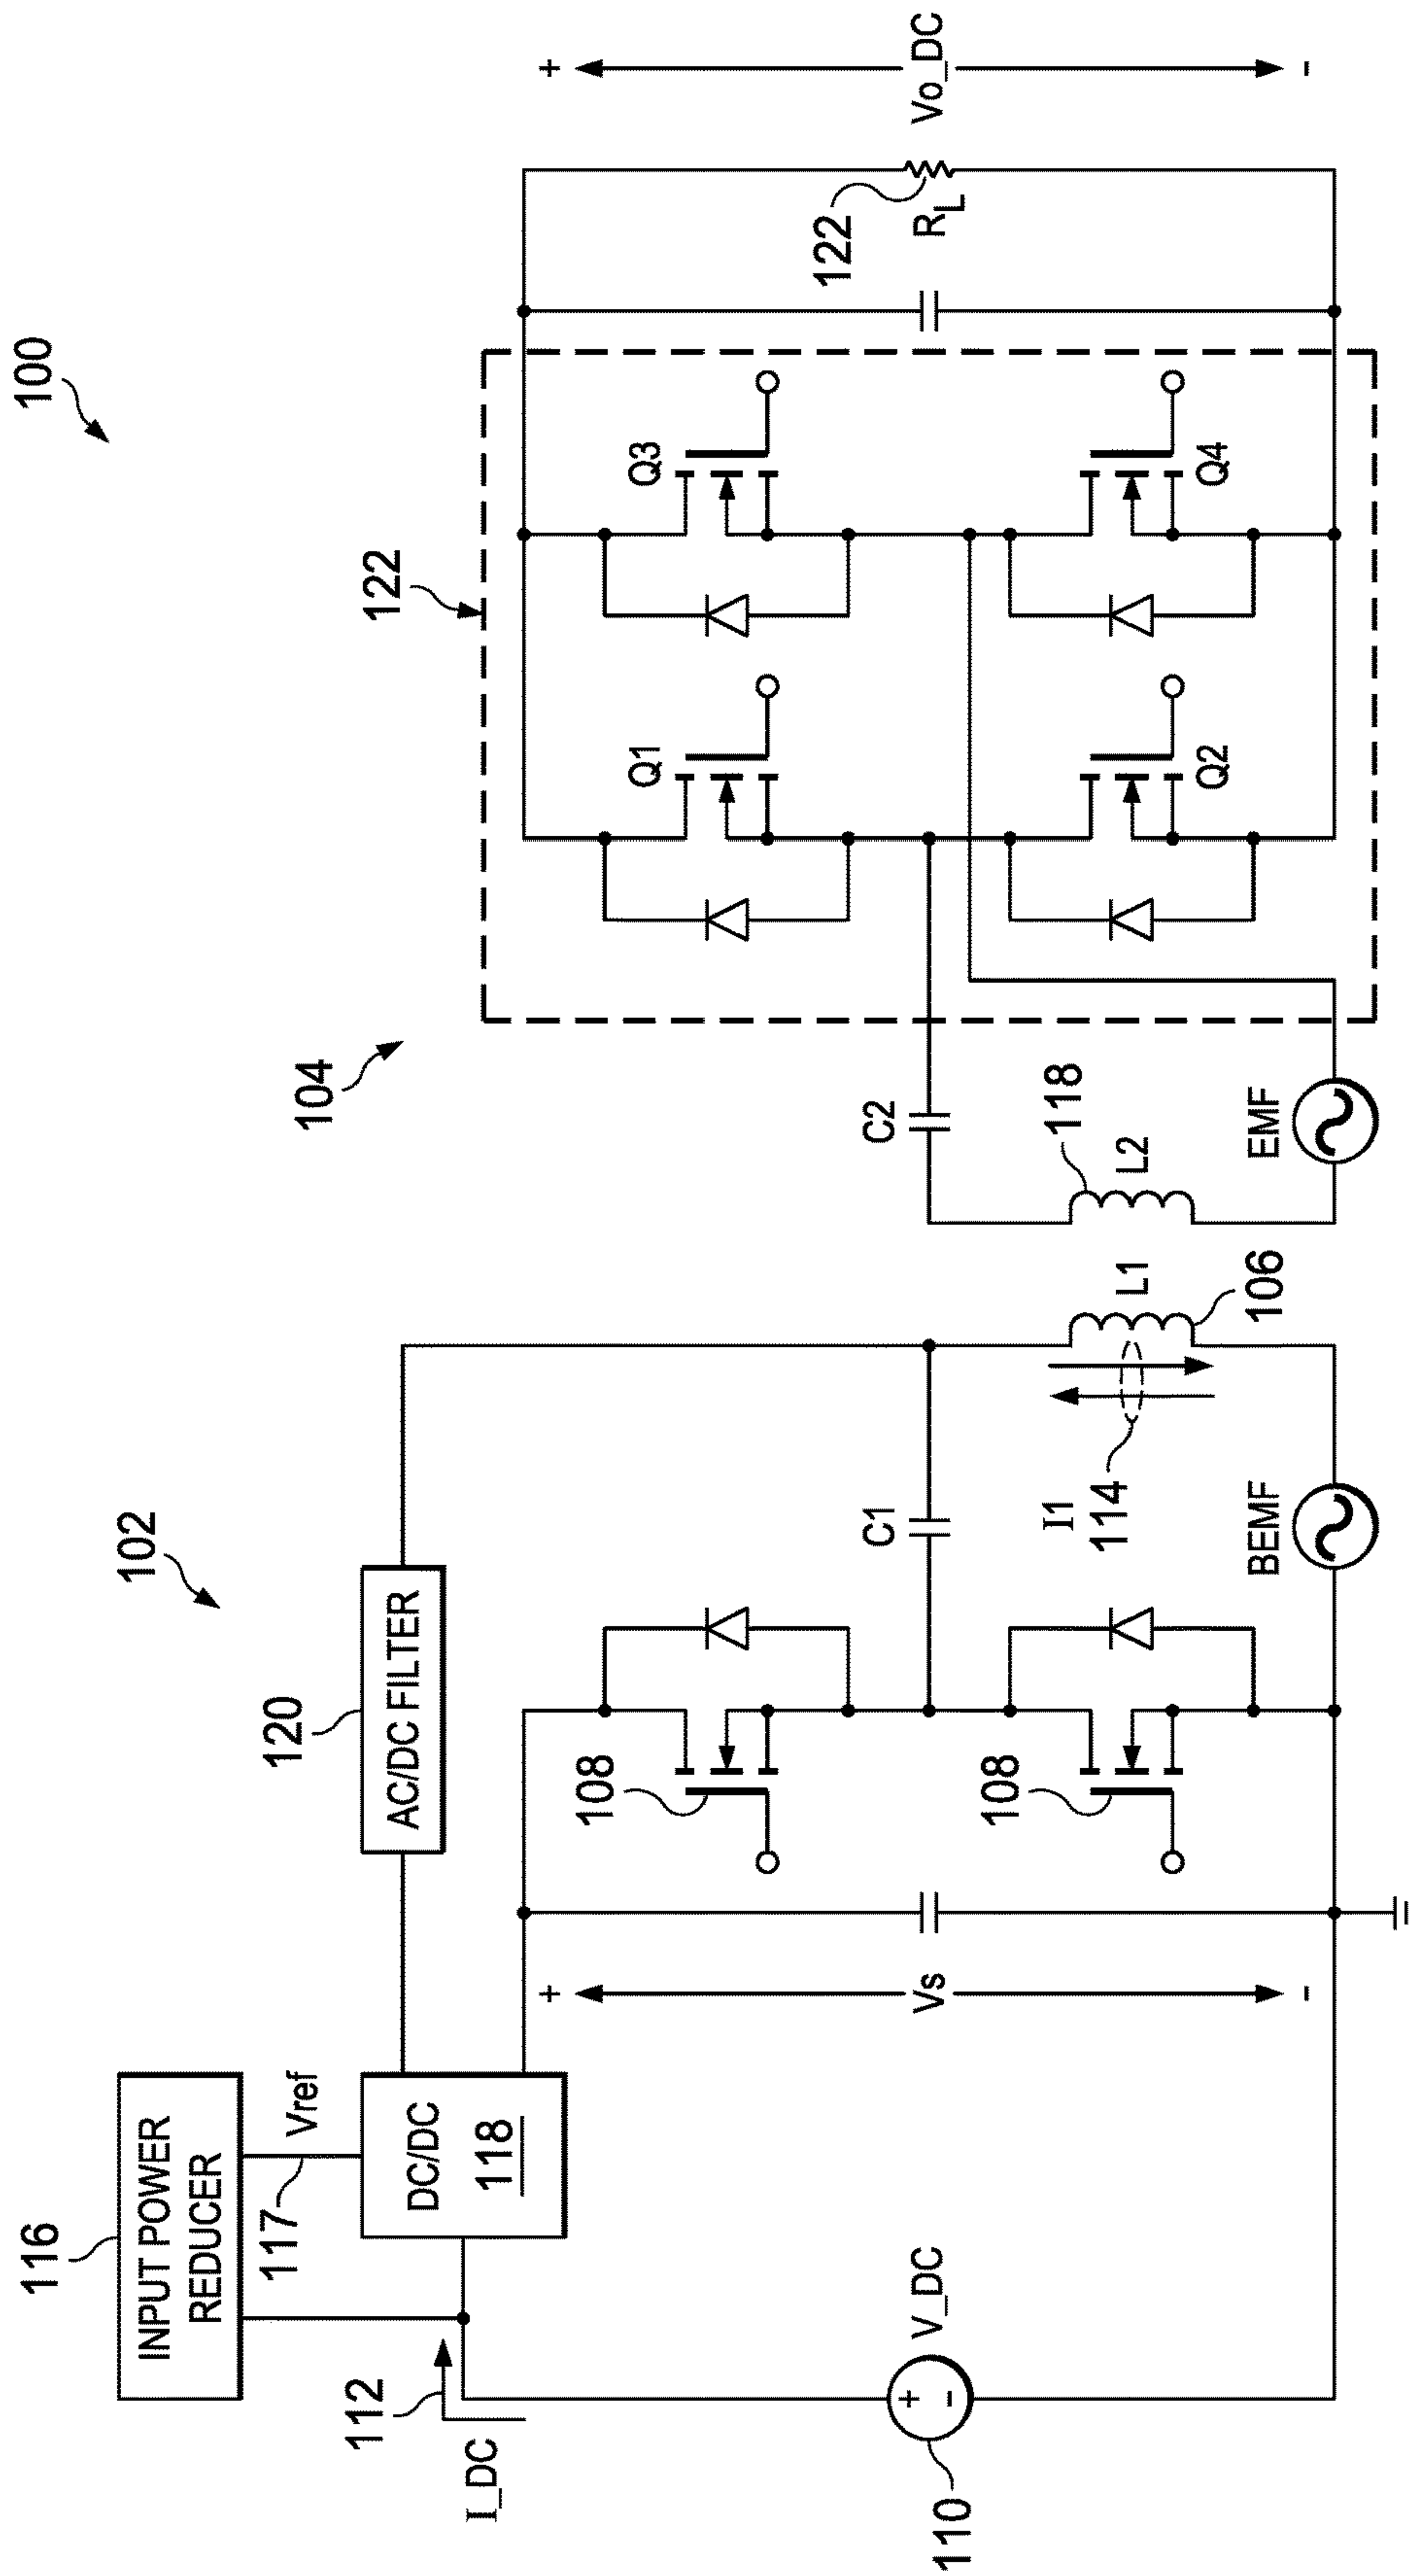 100
102
104
116
INPUT POWER
REDUCER
117
Vref
120
AC/DC FILTER
112
I_DC
DC/DC
118
110
V_DC
+
-
+
Vs
-
108
108
C1
I1
114
L1
106
BEMF
C2
118
L2
EMF
122
Q1
Q3
Q2
Q4
122
RL
+
Vo_DC
-